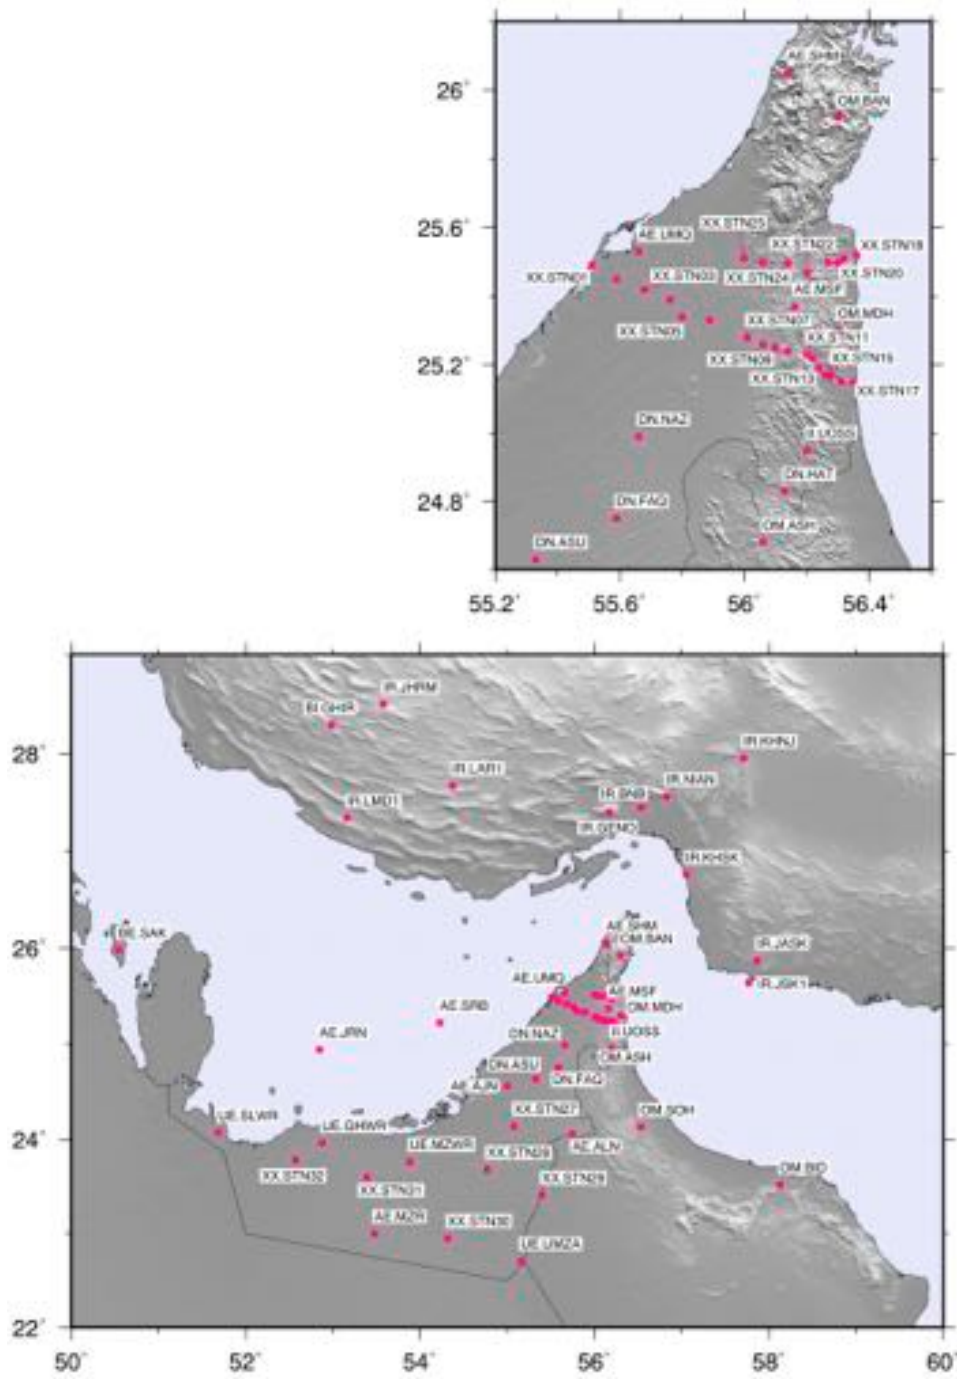 AE.SHM
26°
OM.BAN
25.6°
XX.STN25
AE.UMQ
XX.STN22
XX.STN18
XX.STN01
XX.STN03
XX.STN24
XX.STN20
AE.MSF
OM.MDH
XX.STN05
XX.STN07
XX.STN11
XX.STN09
XX.STN15
25.2°
XX.STN13
XX.STN17
DN.NAZ
II.UOSS
DN.HAT
24.8°
DN.FAQ
OM.ASH
DN.ASU
55.2° 55.6° 56° 56.4°
IR.JHRM
BI.GHIR
28°
IR.KHNJ
IR.LAR1
IR.NIAN
IR.BNB
IR.LMD1
IR.GENO
IR.KHSK
AE.SHM
BE.SAK
OM.BAN
26°
IR.JASK
AE.UMQ
IR.JSK1
AE.MSF
AE.SRB
OM.MDH
AE.JRN
DN.NAZ
II.UOSS
OM.ASH
DN.ASU
DN.FAQ
AE.AJN
UE.SLWR
XX.STN27
OM.SOH
24°
UE.GHWR
UE.MZWR
AE.ALN
XX.STN32
XX.STN29
OM.BID
XX.STN31
AE.MZR
XX.STN30
UE.UMZA
22°
50° 52° 54° 56° 58° 60°